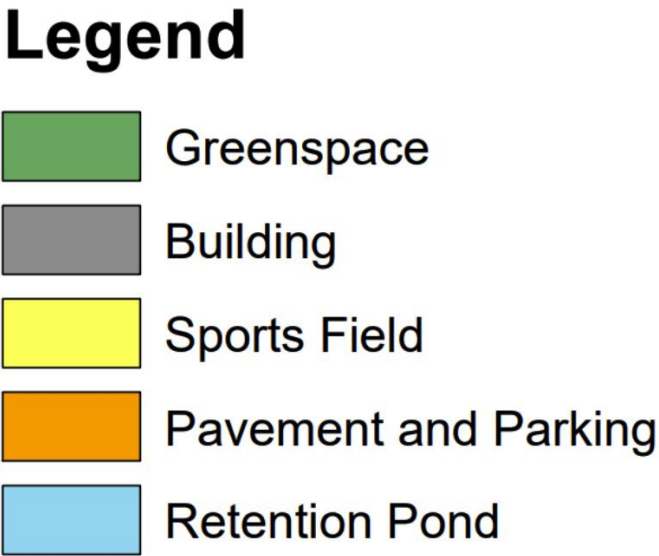 Legend
Greenspace
Building
Sports Field
Pavement and Parking
Retention Pond